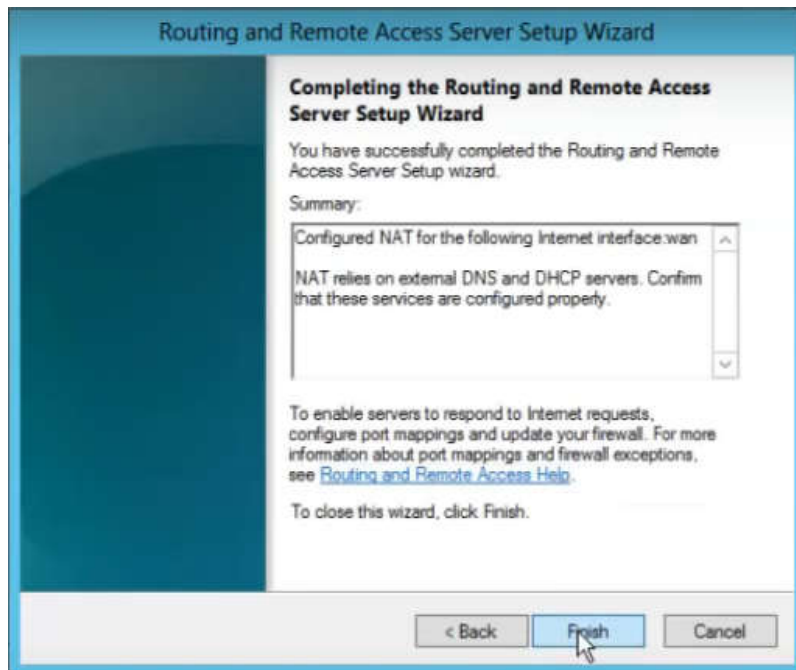 Routing and Remote Access Server Setup Wizard
Completing the Routing and Remote Access
Server Setup Wizard
You have successfully completed the Routing and Remote
Access Server Setup wizard.
Summary:
Configured NAT for the following Internet interface:wan
NAT relies on external DNS and DHCP servers. Confirm
that these services are configured properly.
To enable servers to respond to Internet requests,
configure port mappings and update your firewall. For more
information about port mappings and firewall exceptions,
see Routing and Remote Access Help.
To close this wizard, click Finish.
< Back
Finish
Cancel